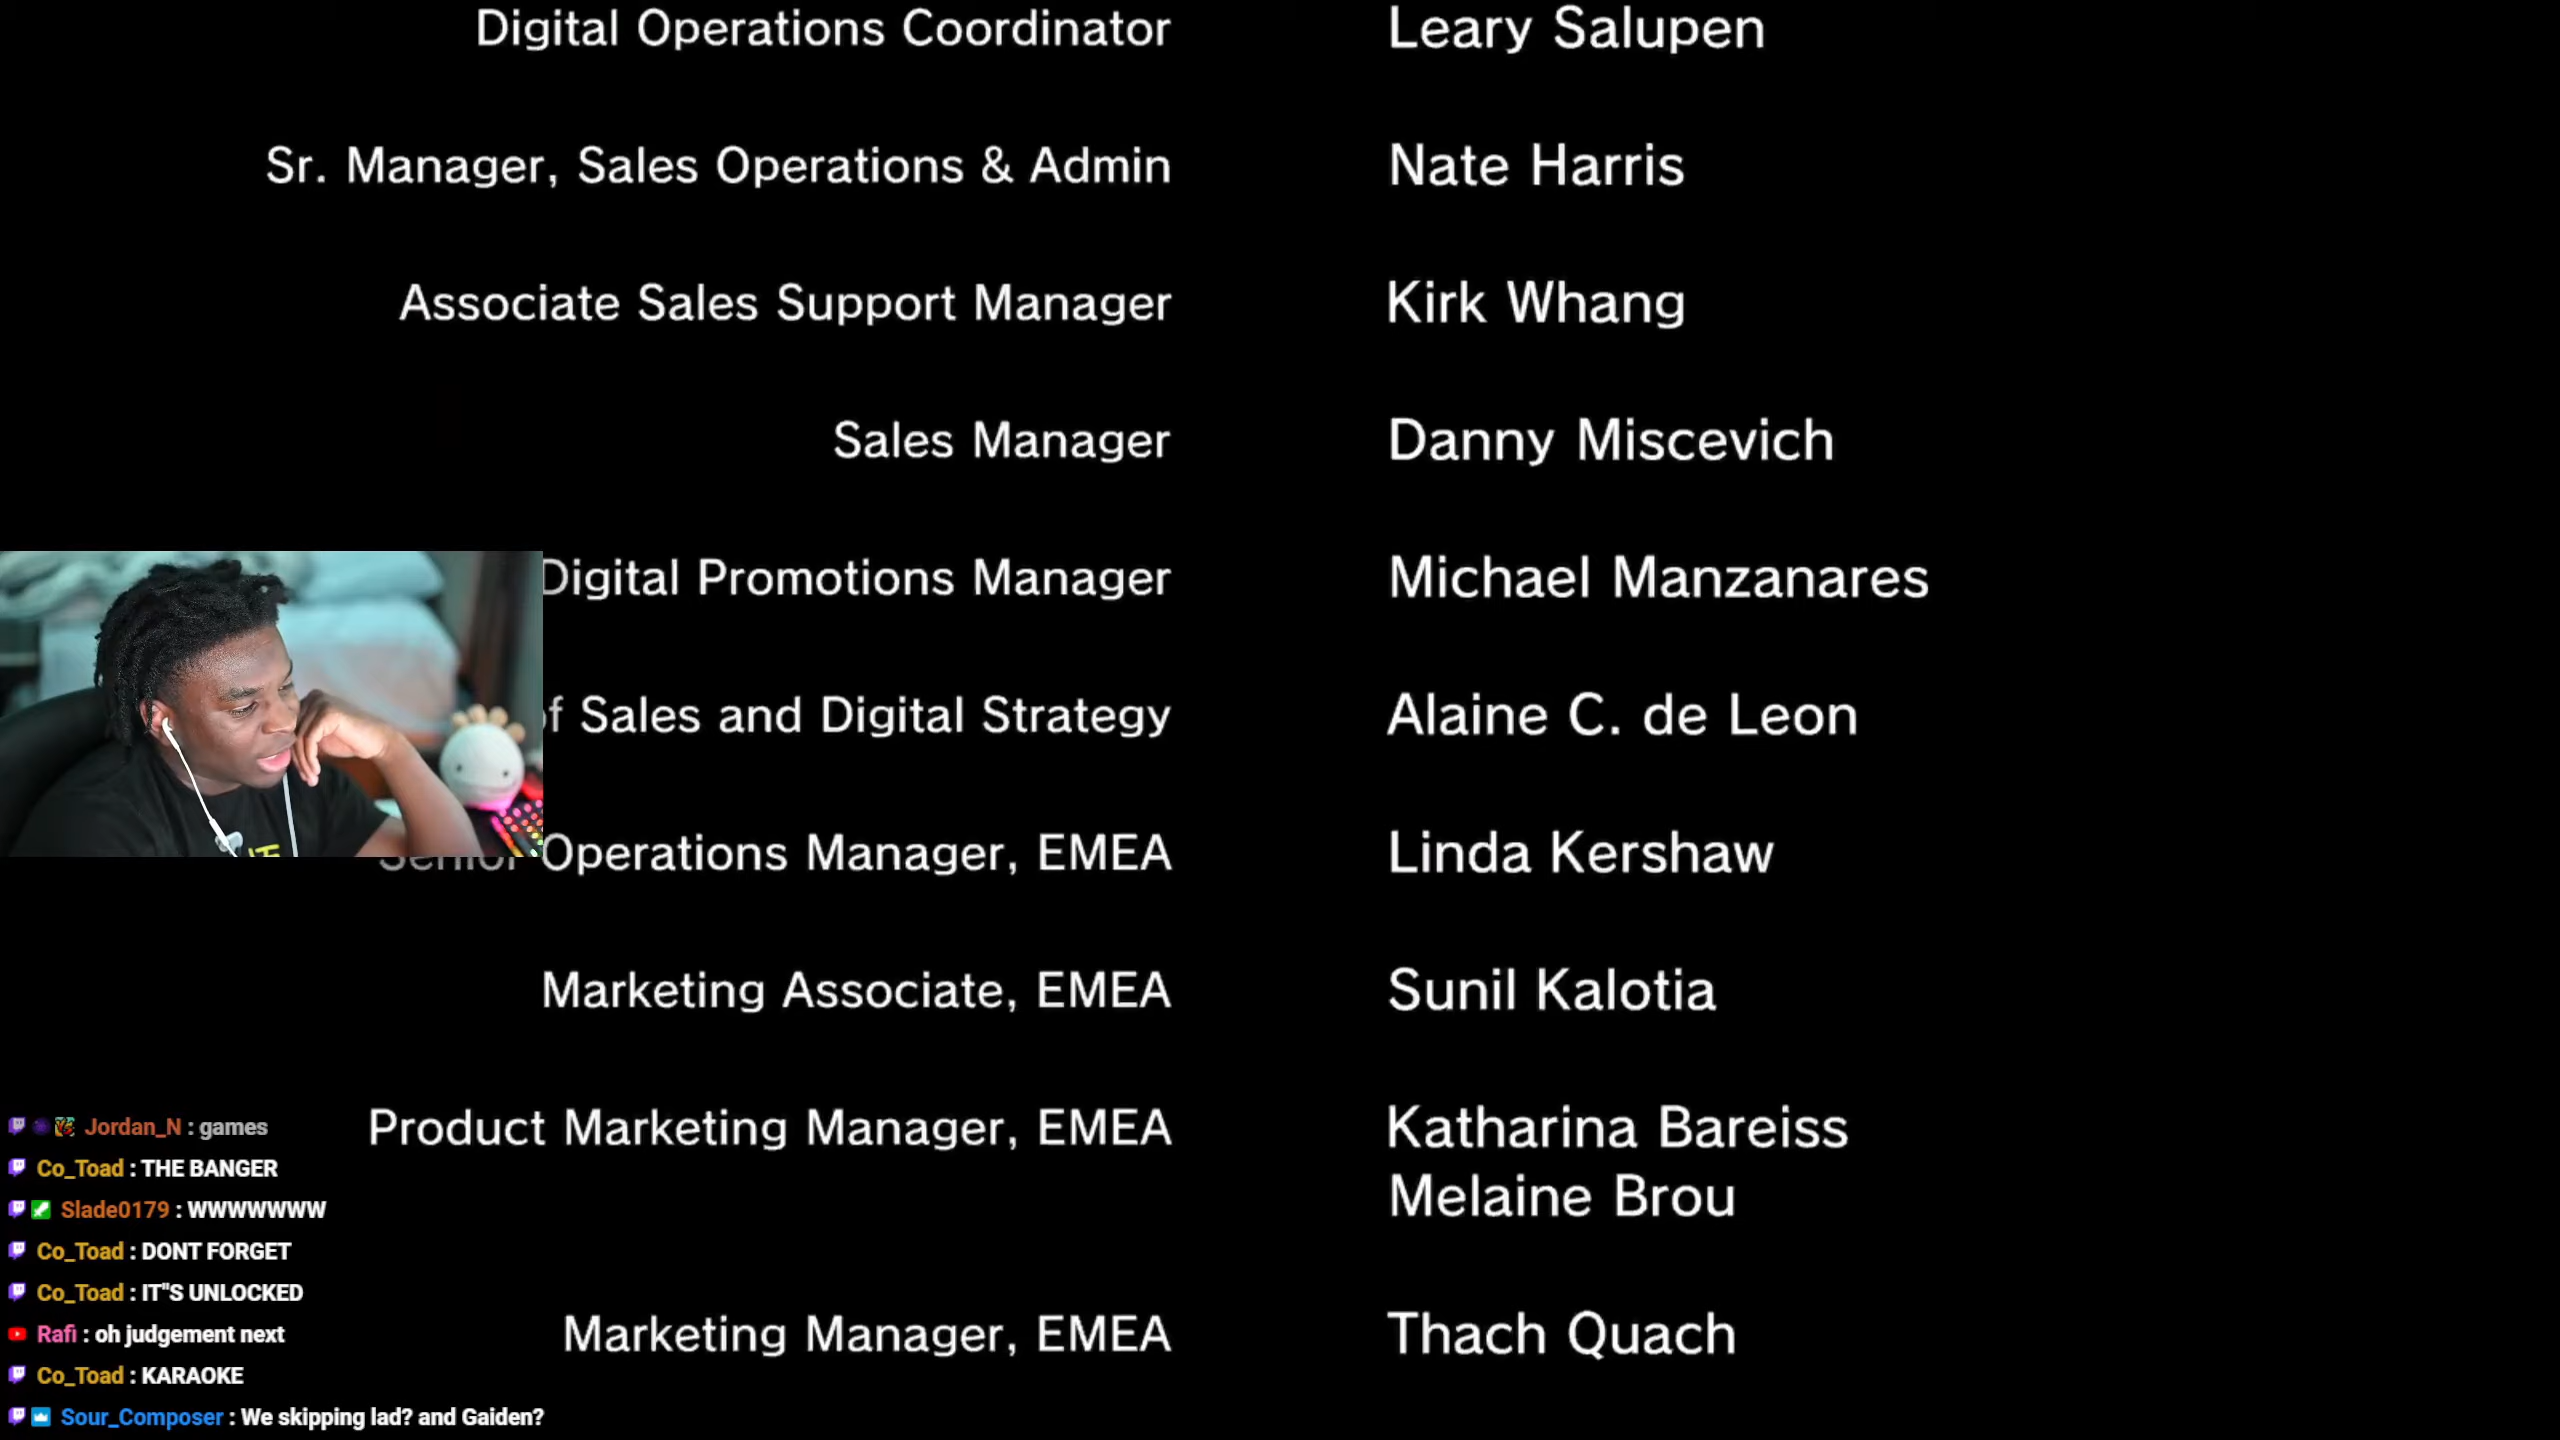 Digital Operations Coordinator Leary Salupen
Sr. Manager, Sales Operations & Admin Nate Harris
Associate Sales Support Manager Kirk Whang
Sales Manager Danny Miscevich
Digital Promotions Manager Michael Manzanares
of Sales and Digital Strategy Alaine C. de Leon
Senior Operations Manager, EMEA Linda Kershaw
Marketing Associate, EMEA Sunil Kalotia
Product Marketing Manager, EMEA Katharina Bareiss
Melaine Brou
Marketing Manager, EMEA Thach Quach
Jordan_N : games
Co_Toad : THE BANGER
Slade0179 : WWWWWWW
Co_Toad : DONT FORGET
Co_Toad : IT"S UNLOCKED
Rafi : oh judgement next
Co_Toad : KARAOKE
Sour_Composer : We skipping lad? and Gaiden?